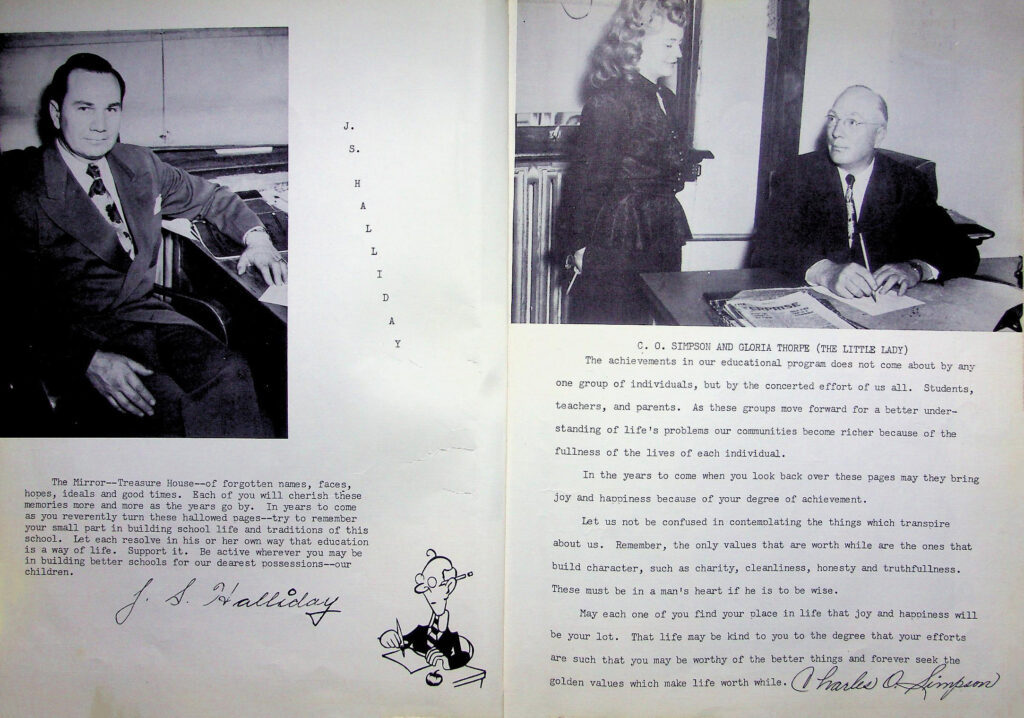 J.
S.
H
A
L
L
I
D
A
Y
The Mirror--Treasure House--of forgotten names, faces,
hopes, ideals and good times. Each of you will cherish these
memories more and more as the years go by. In years to come
as you reverently turn these hallowed pages--try to remember
your small part in building school life and traditions of this
school. Let each resolve in his or her own way that education
is a way of life. Support it. Be active wherever you may be
in building better schools for our dearest possessions--our
children.
J. S. Halliday
C. O. SIMPSON AND GLORIA THORPE (THE LITTLE LADY)
The achievements in our educational program does not come about by any
one group of individuals, but by the concerted effort of us all. Students,
teachers, and parents. As these groups move forward for a better under-
standing of life's problems our communities become richer because of the
fullness of the lives of each individual.
In the years to come when you look back over these pages may they bring
joy and happiness because of your degree of achievement.
Let us not be confused in contemplating the things which transpire
about us. Remember, the only values that are worth while are the ones that
build character, such as charity, cleanliness, honesty and truthfullness.
These must be in a man's heart if he is to be wise.
May each one of you find your place in life that joy and happiness will
be your lot. That life may be kind to you to the degree that your efforts
are such that you may be worthy of the better things and forever seek the
golden values which make life worth while. Charles O. Simpson